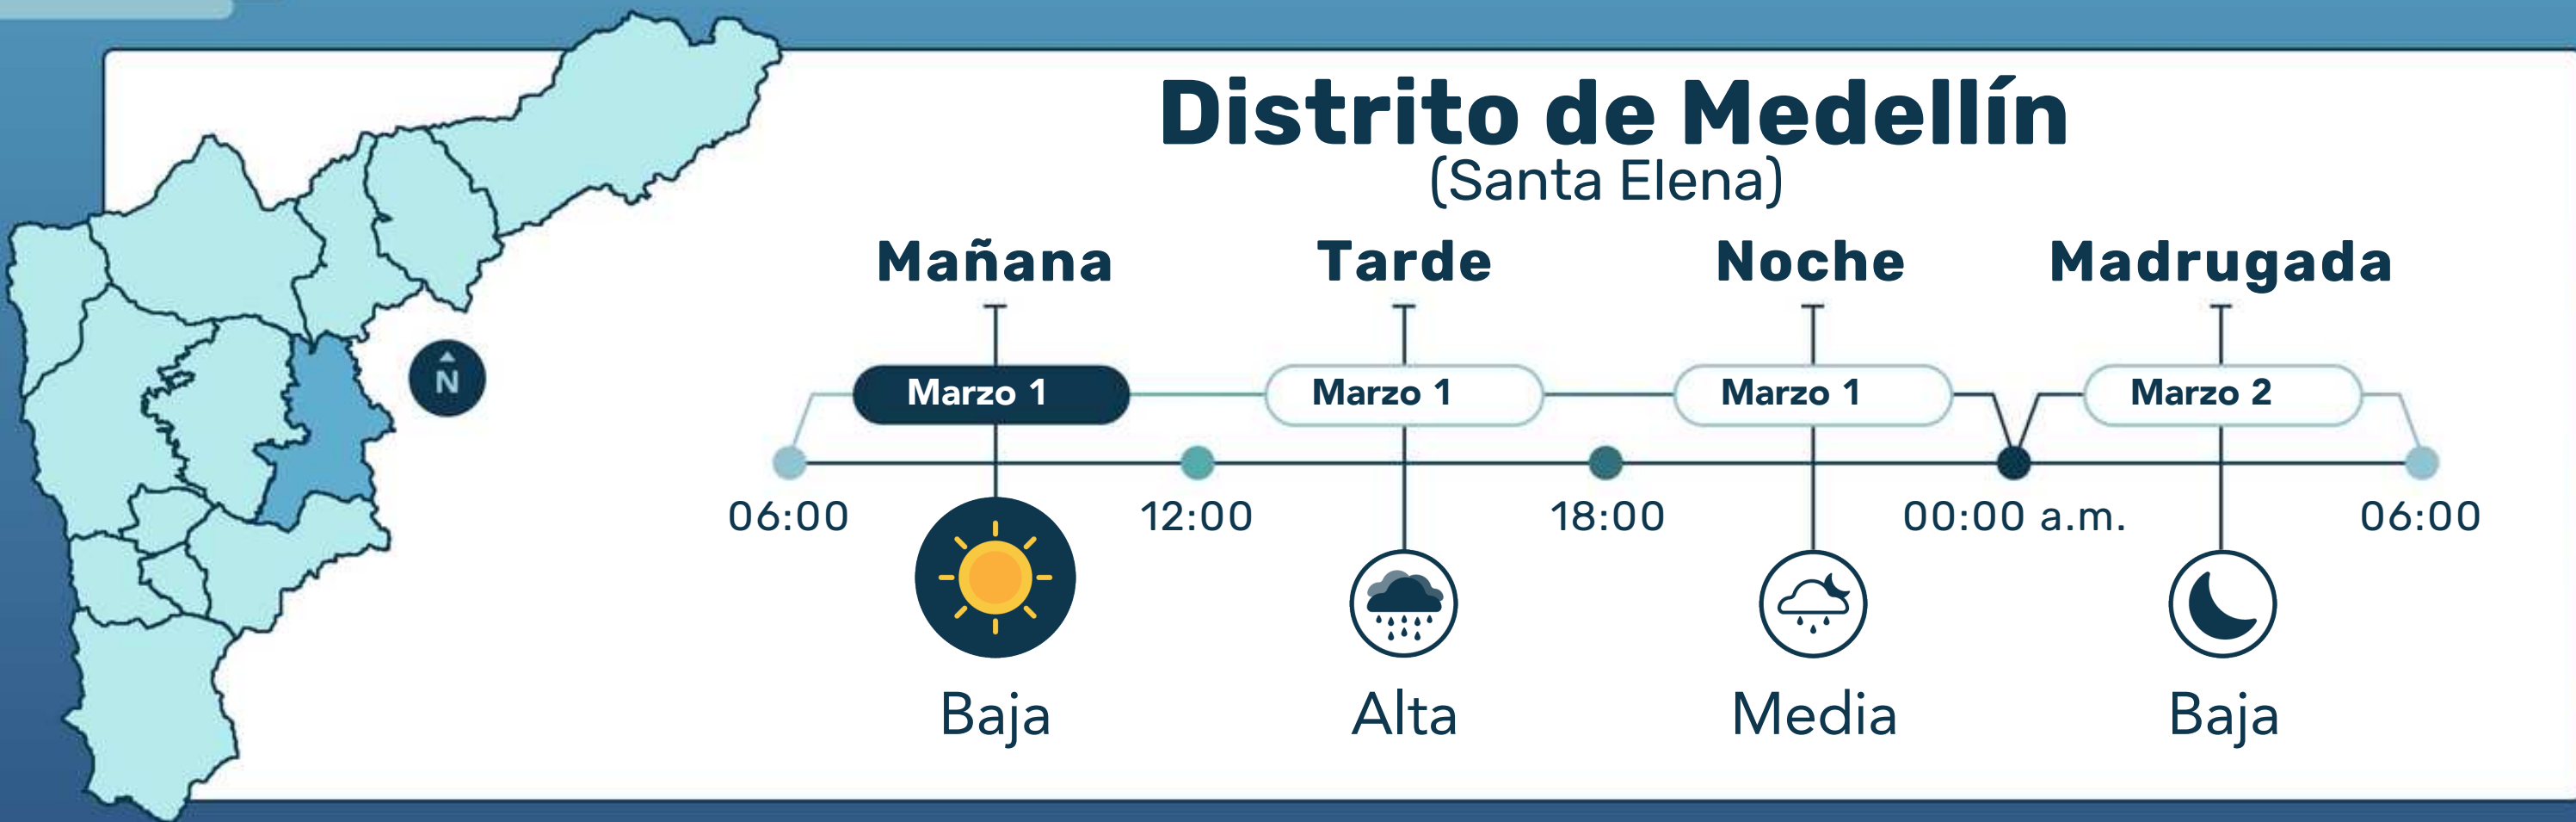 Distrito de Medellín
(Santa Elena)
Mañana Tarde Noche Madrugada
Marzo 1 Marzo 1 Marzo 1 Marzo 2
N
06:00 12:00 18:00 00:00 a.m. 06:00
Baja Alta Media Baja